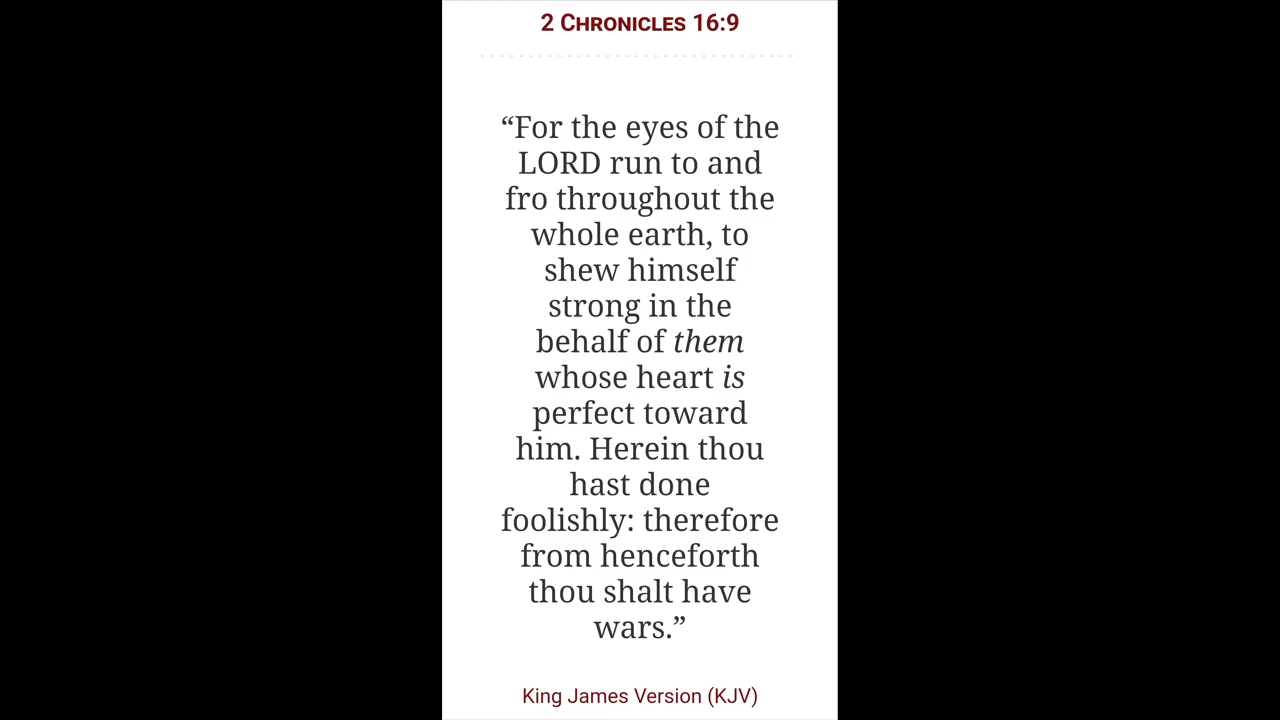 2 Chronicles 16:9
“For the eyes of the
LORD run to and
fro throughout the
whole earth, to
shew himself
strong in the
behalf of them
whose heart is
perfect toward
him. Herein thou
hast done
foolishly: therefore
from henceforth
thou shalt have
wars.”
King James Version (KJV)